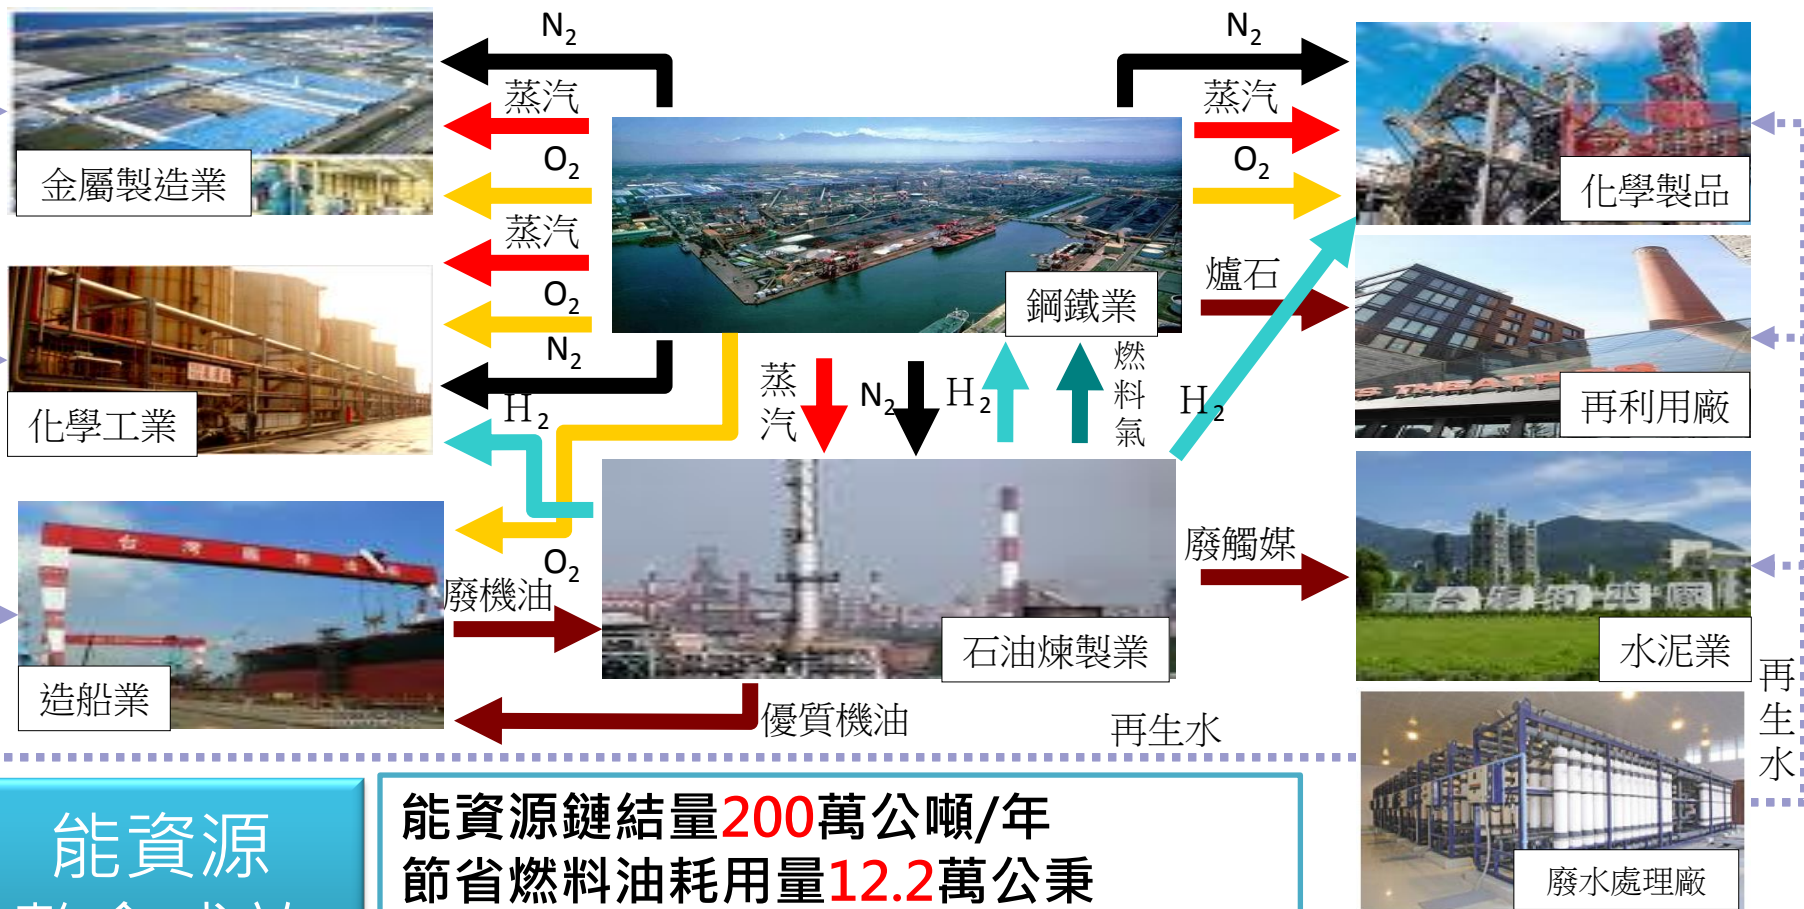 N₂
N₂
蒸汽
蒸汽
O₂
O₂
金屬製造業
化學製品
蒸汽
爐石
鋼鐵業
O₂
N₂
蒸汽
N₂
H₂
燃料氣
H₂
H₂
化學工業
再利用廠
台灣
O₂
廢機油
廢觸媒
石油煉製業
水泥業
造船業
優質機油
再生水
再生水
能資源
能資源鏈結量200萬公噸/年
節省燃料油耗用量12.2萬公秉
廢水處理廠